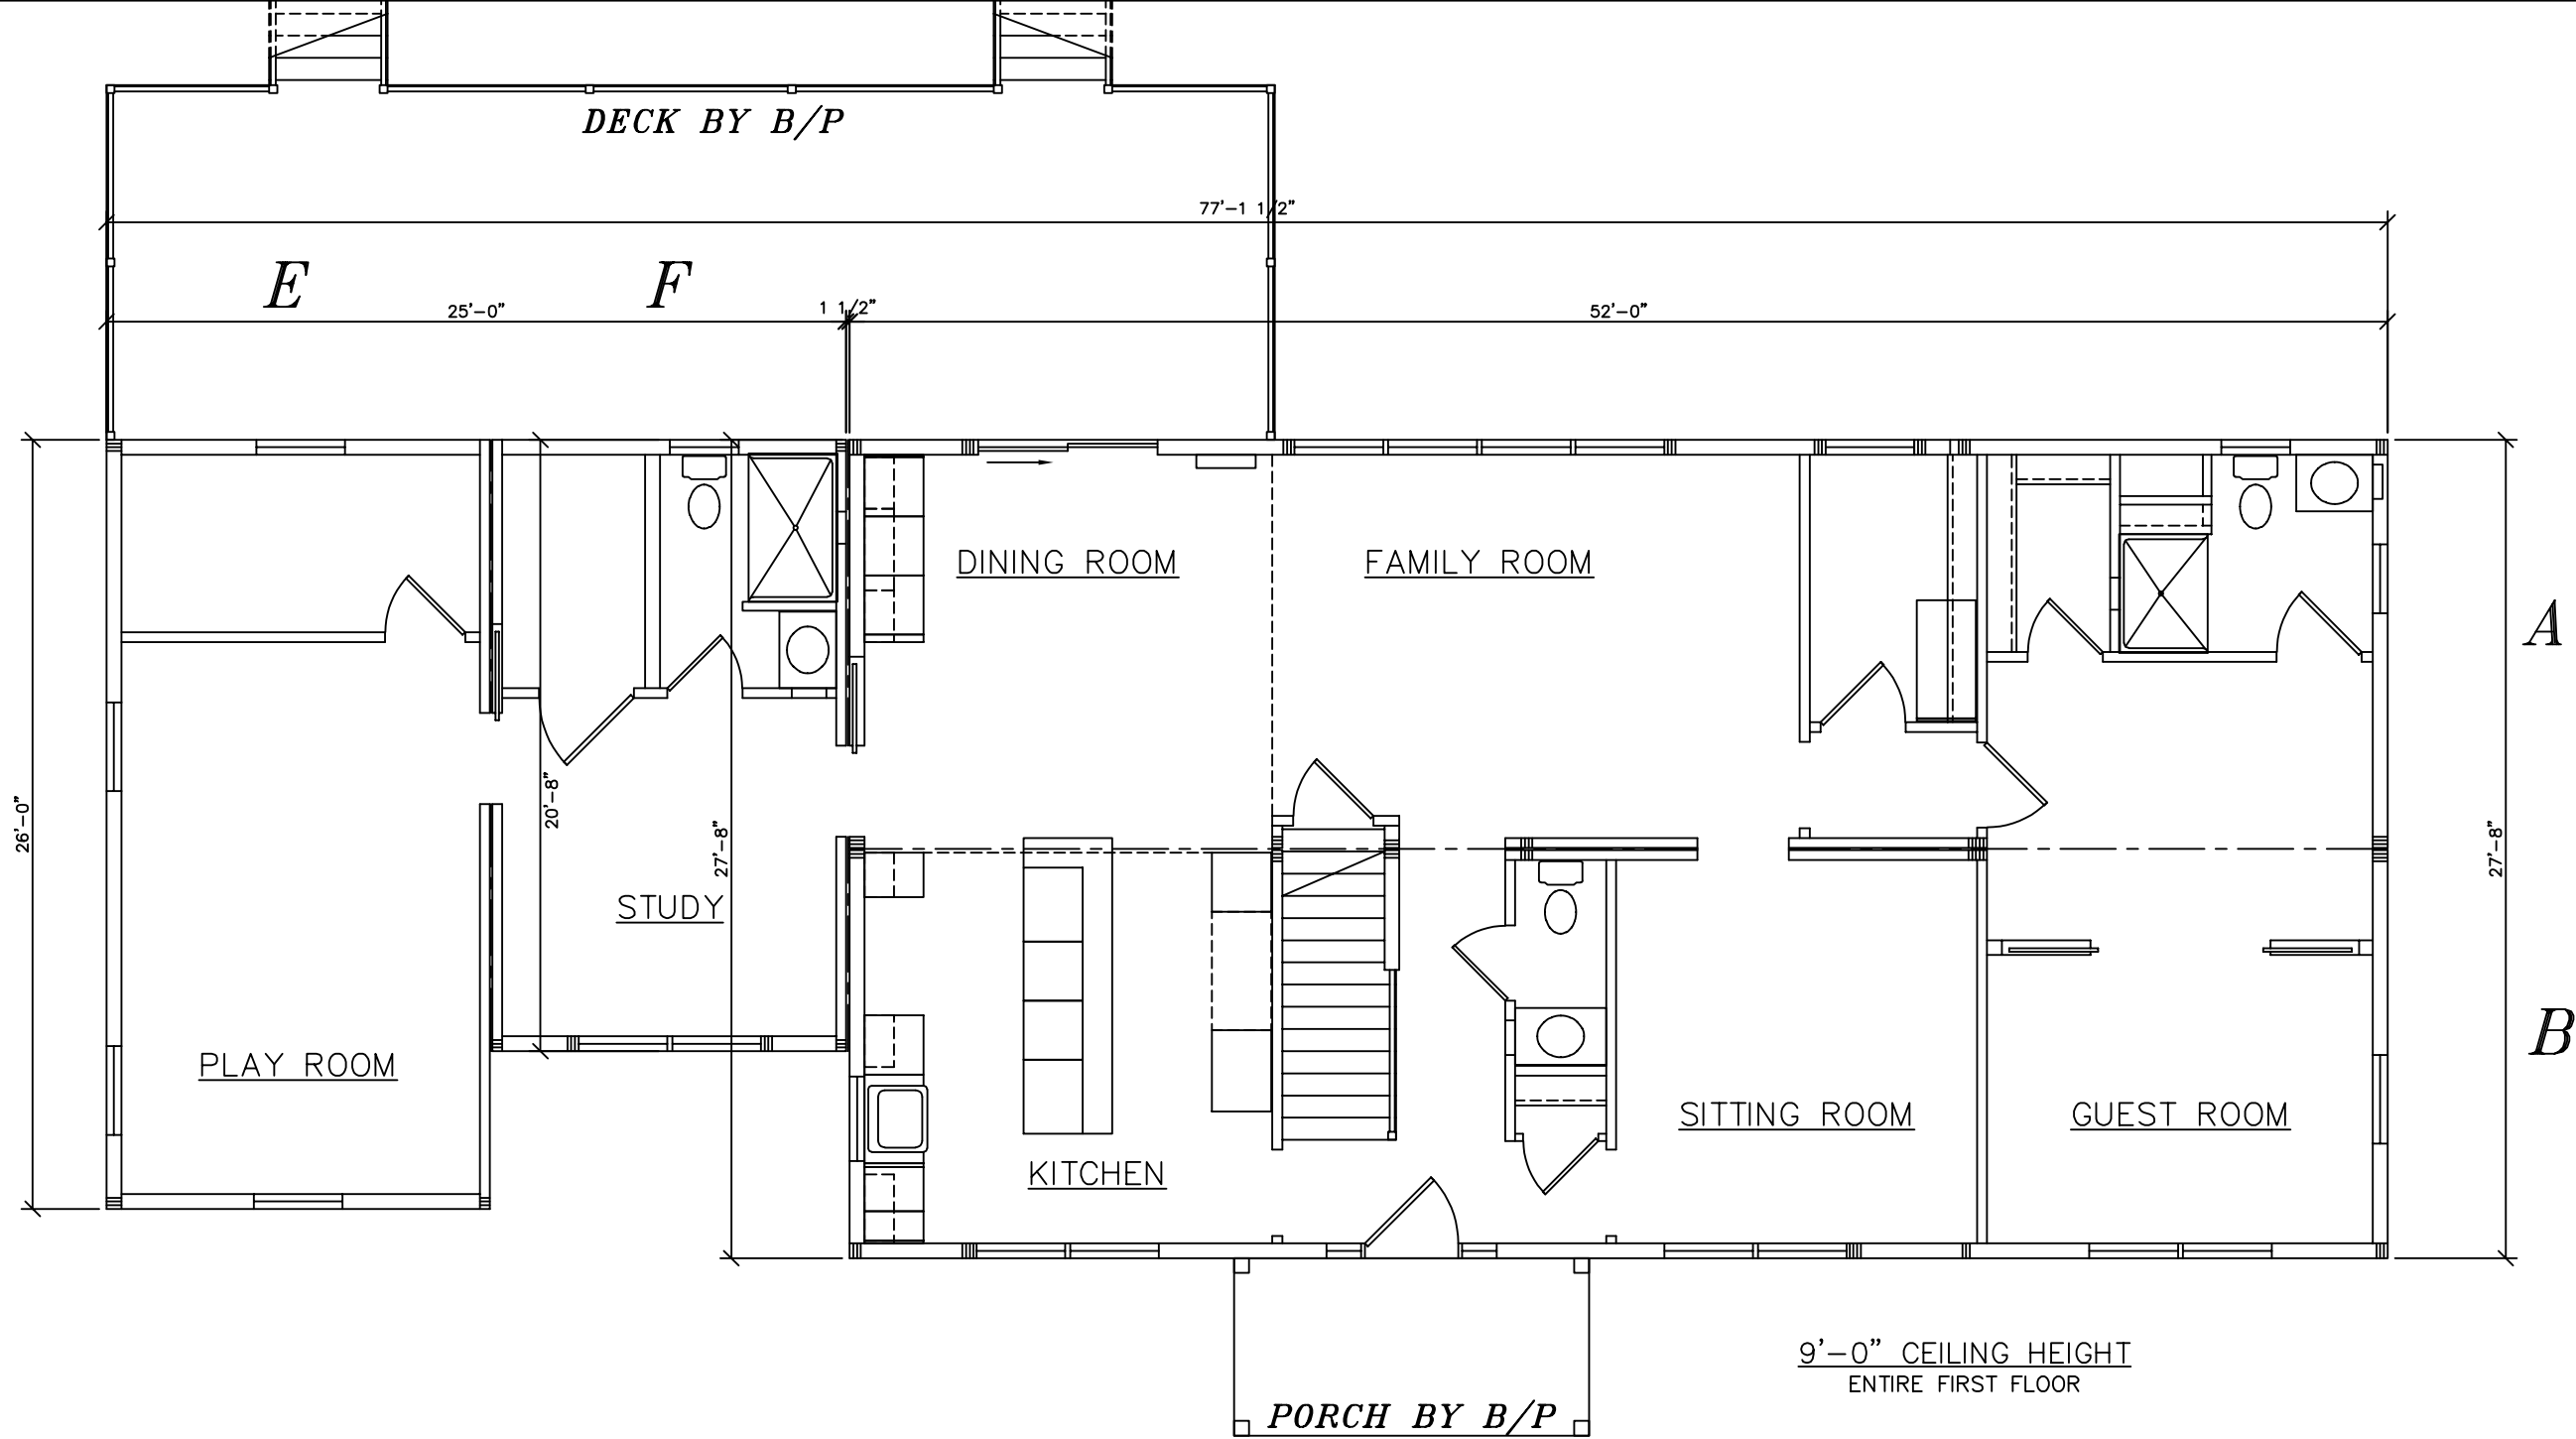 DECK BY B/P
77'-1 1/2"
E
F
25'-0"
1 1/2"
52'-0"
DINING ROOM
FAMILY ROOM
A
26'-0"
20'-8"
27'-8"
27'-8"
STUDY
B
PLAY ROOM
SITTING ROOM
GUEST ROOM
KITCHEN
9'-0" CEILING HEIGHT
ENTIRE FIRST FLOOR
PORCH BY B/P